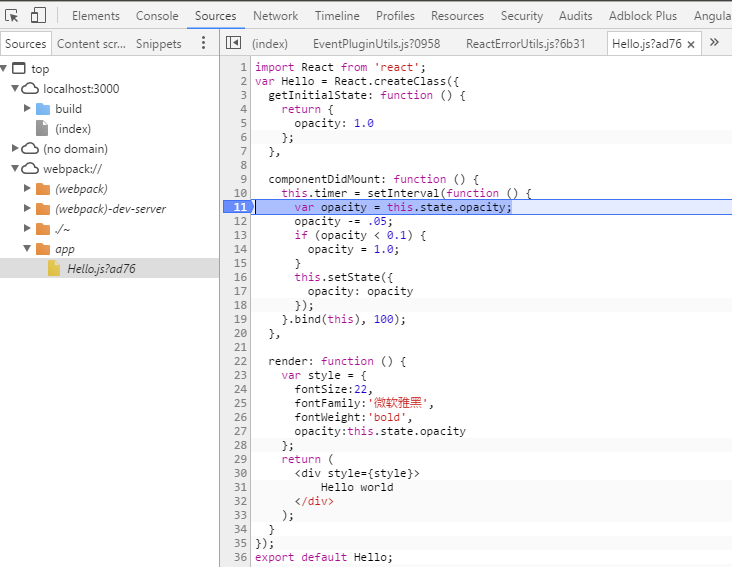 Elements Console Sources Network Timeline Profiles Resources Security Audits Adblock Plus Angula
Sources Content scr... Snippets
(index) EventPluginUtils.js?0958 ReactErrorUtils.js?6b31 Hello.js?ad76 × »
top
localhost:3000
build
(index)
(no domain)
webpack://
(webpack)
(webpack)-dev-server
./~
app
Hello.js?ad76
1 import React from 'react';
2 var Hello = React.createClass({
3 getInitialState: function () {
4 return {
5 opacity: 1.0
6 };
7 },
8
9 componentDidMount: function () {
10 this.timer = setInterval(function () {
11 var opacity = this.state.opacity;
12 opacity -= .05;
13 if (opacity < 0.1) {
14 opacity = 1.0;
15 }
16 this.setState({
17 opacity: opacity
18 });
19 }.bind(this), 100);
20 },
21
22 render: function () {
23 var style = {
24 fontSize:22,
25 fontFamily:'微软雅黑',
26 fontWeight:'bold',
27 opacity:this.state.opacity
28 };
29 return (
30 <div style={style}>
31 Hello world
32 </div>
33 );
34 }
35 });
36 export default Hello;